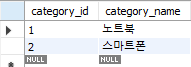 category_id category_name
1 노트북
2 스마트폰
NULL NULL